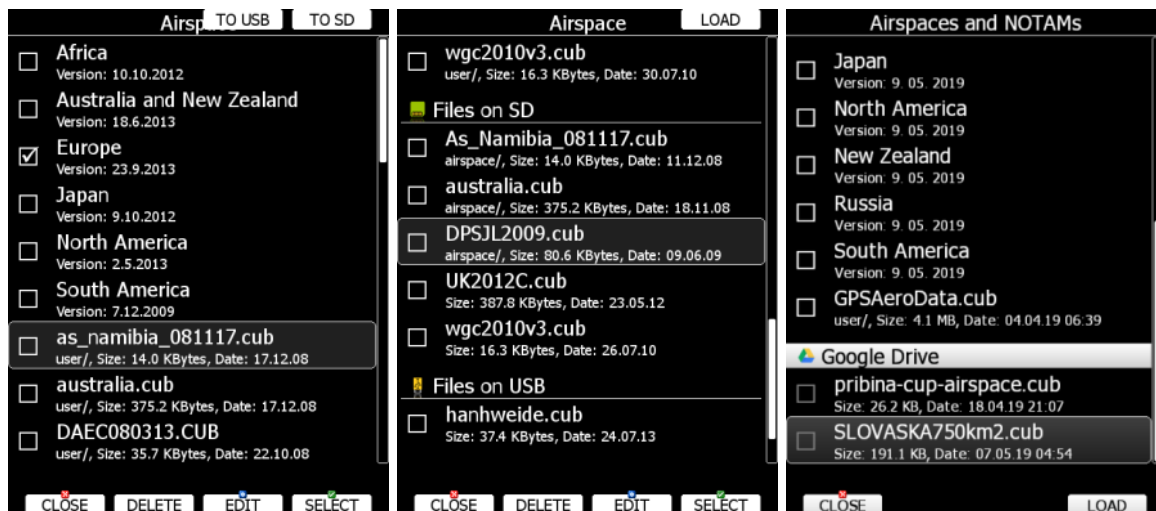 Airsp
TO USB
TO SD
Africa
Version: 10.10.2012
Australia and New Zealand
Version: 18.6.2013
Europe
Version: 23.9.2013
Japan
Version: 9.10.2012
North America
Version: 2.5.2013
South America
Version: 7.12.2009
as_namibia_081117.cub
user/, Size: 14.0 KBytes, Date: 17.12.08
australia.cub
user/, Size: 375.2 KBytes, Date: 17.12.08
DAEC080313.CUB
user/, Size: 35.7 KBytes, Date: 22.10.08
CLOSE DELETE EDIT SELECT
Airspace
LOAD
wgc2010v3.cub
user/, Size: 16.3 KBytes, Date: 30.07.10
Files on SD
As_Namibia_081117.cub
airspace/, Size: 14.0 KBytes, Date: 11.12.08
australia.cub
airspace/, Size: 375.2 KBytes, Date: 18.11.08
DPSJL2009.cub
airspace/, Size: 80.6 KBytes, Date: 09.06.09
UK2012C.cub
Size: 387.8 KBytes, Date: 23.05.12
wgc2010v3.cub
Size: 16.3 KBytes, Date: 26.07.10
Files on USB
hanhweide.cub
Size: 37.4 KBytes, Date: 24.07.13
CLOSE DELETE EDIT SELECT
Airspaces and NOTAMs
Japan
Version: 9. 05. 2019
North America
Version: 9. 05. 2019
New Zealand
Version: 9. 05. 2019
Russia
Version: 9. 05. 2019
South America
Version: 9. 05. 2019
GPSAeroData.cub
user/, Size: 4.1 MB, Date: 04.04.19 06:39
Google Drive
pribina-cup-airspace.cub
Size: 26.2 KB, Date: 18.04.19 21:07
SLOVASKA750km2.cub
Size: 191.1 KB, Date: 07.05.19 04:54
CLOSE LOAD